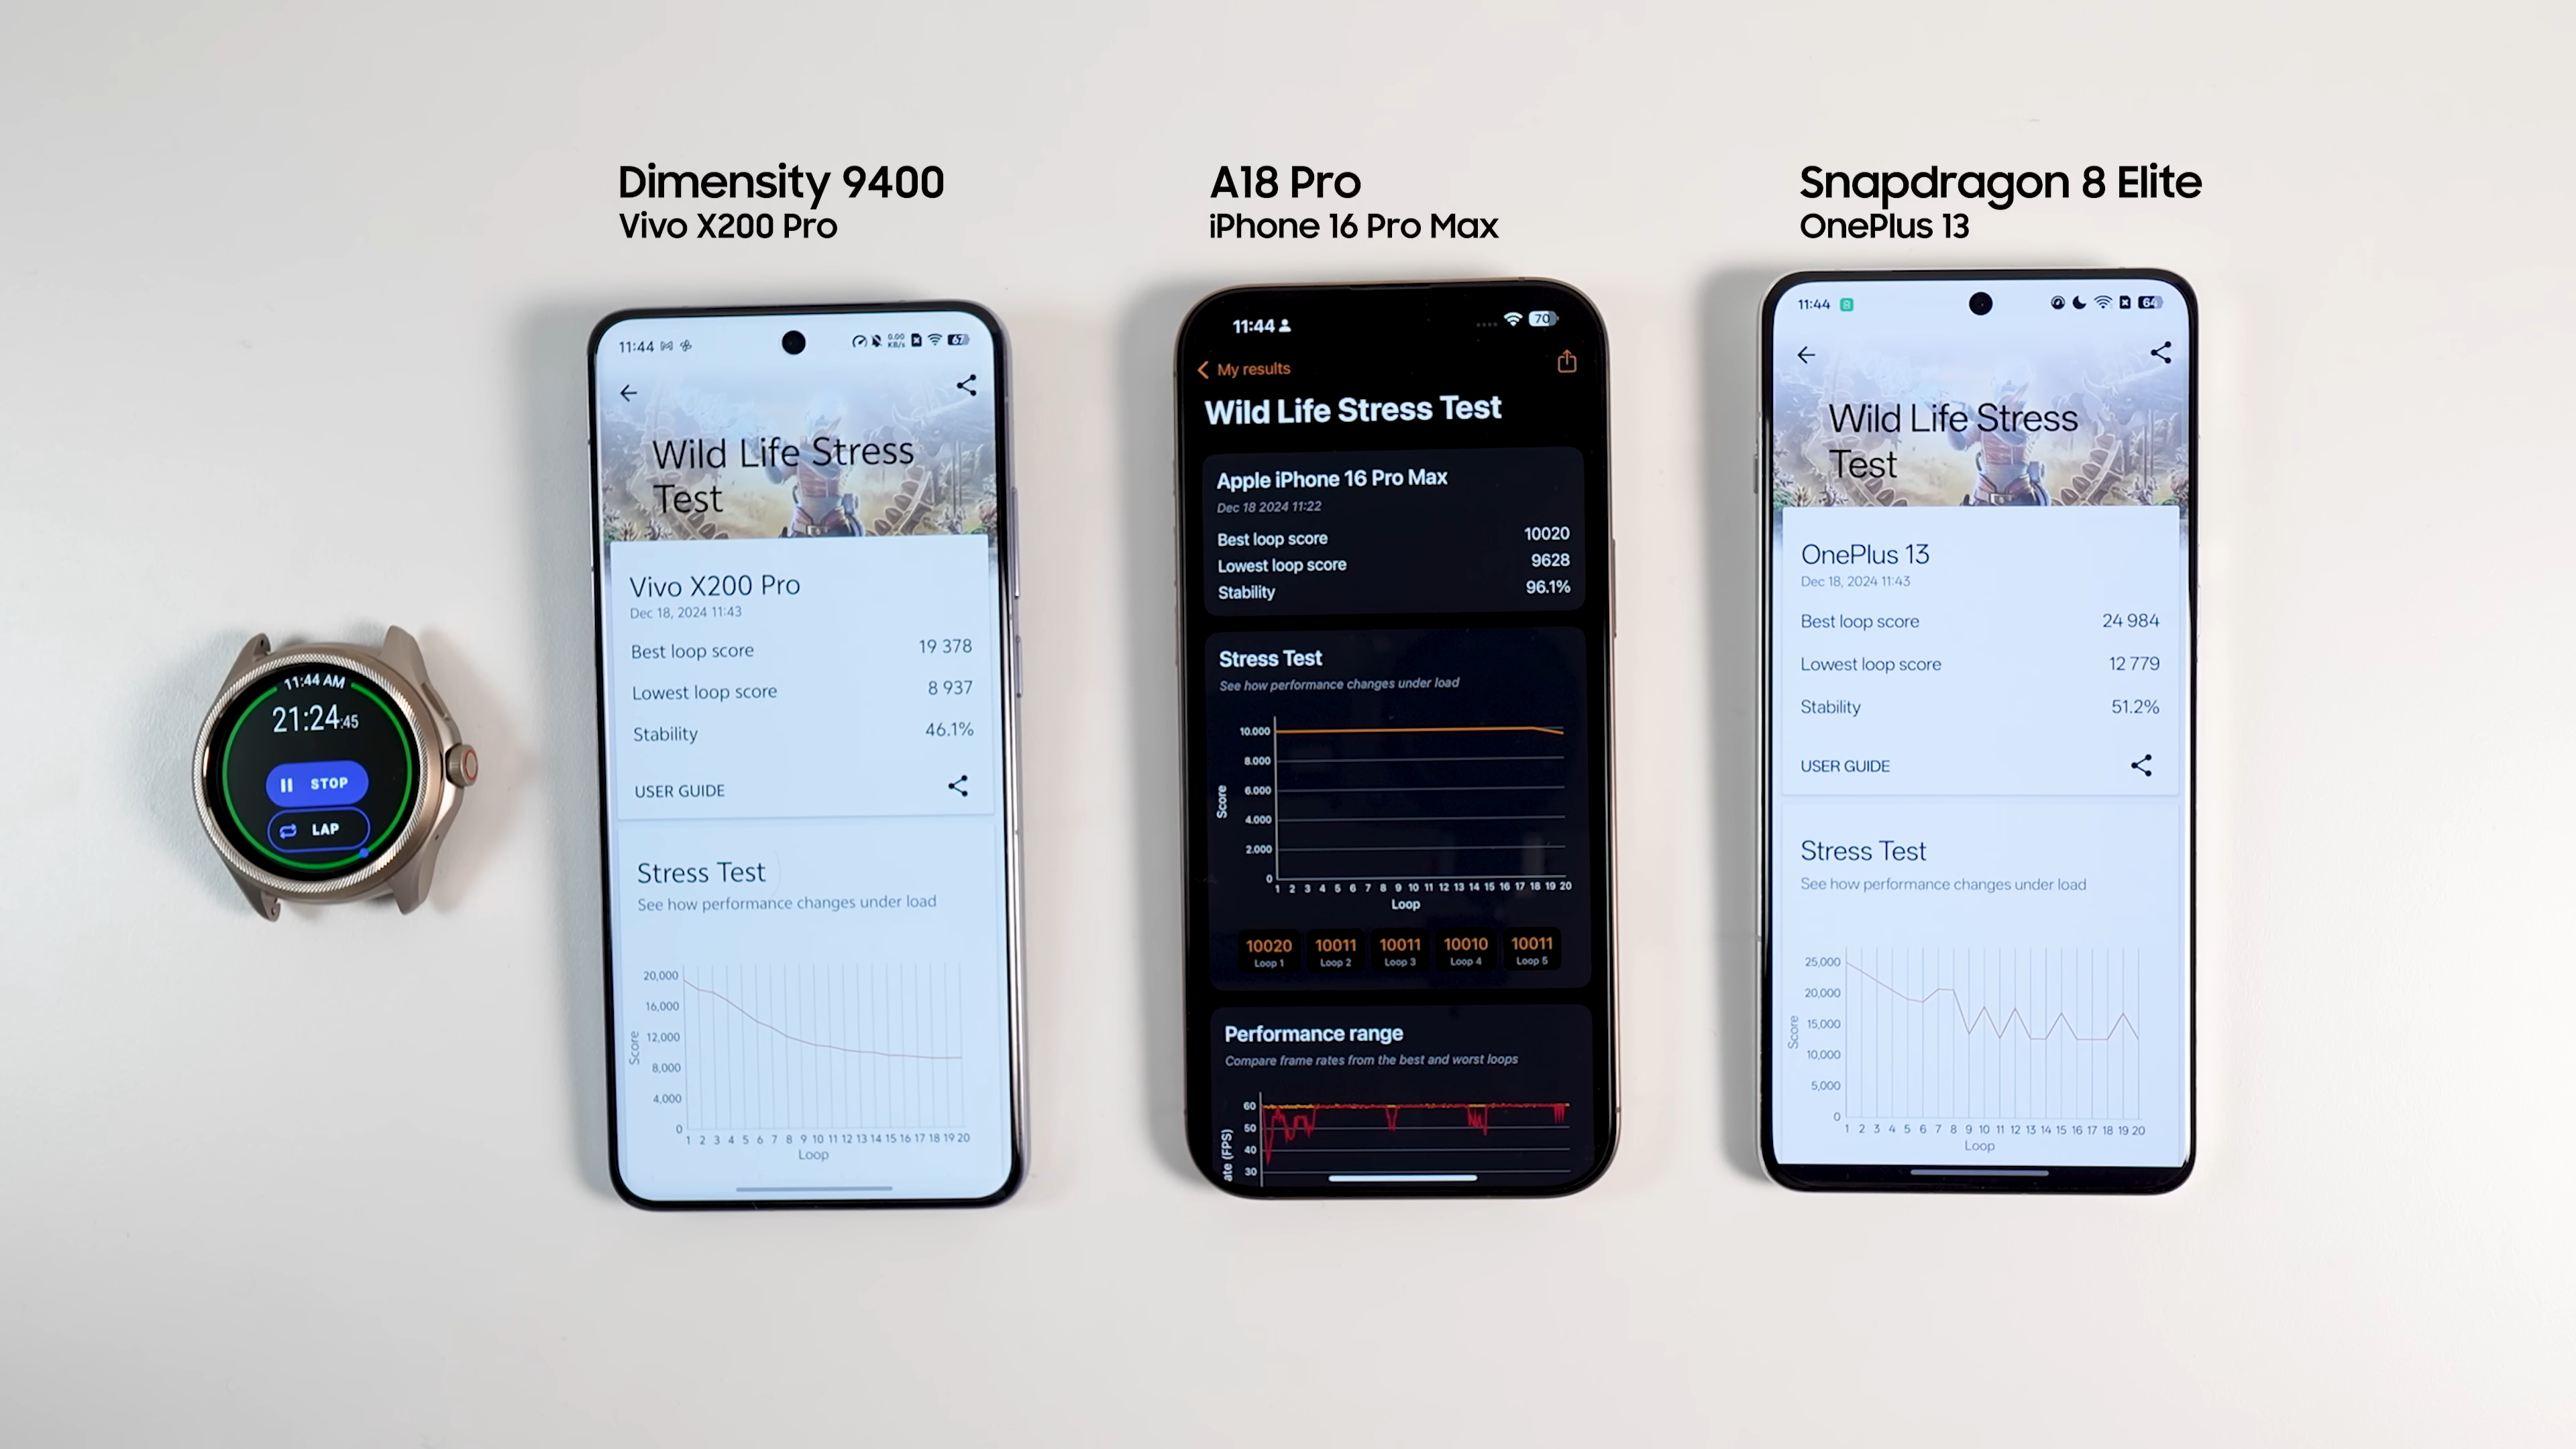 Dimensity 9400
Vivo X200 Pro
A18 Pro
iPhone 16 Pro Max
Snapdragon 8 Elite
OnePlus 13
11:44 AM
21:24:45
STOP
LAP
11:44
0.00
KB/s
67
Wild Life Stress
Test
Vivo X200 Pro
Dec 18, 2024 11:43
Best loop score 19 378
Lowest loop score 8 937
Stability 46.1%
USER GUIDE
Stress Test
See how performance changes under load
20,000
16,000
12,000
8,000
4,000
0
Score
1 2 3 4 5 6 7 8 9 10 11 12 13 14 15 16 17 18 19 20
Loop
11:44
70
My results
Wild Life Stress Test
Apple iPhone 16 Pro Max
Dec 18 2024 11:22
Best loop score 10020
Lowest loop score 9628
Stability 96.1%
Stress Test
See how performance changes under load
10.000
8.000
6.000
4.000
2.000
0
Score
1 2 3 4 5 6 7 8 9 10 11 12 13 14 15 16 17 18 19 20
Loop
10020 10011 10011 10010 10011
Loop 1 Loop 2 Loop 3 Loop 4 Loop 5
Performance range
Compare frame rates from the best and worst loops
60
50
40
30
ate (FPS)
11:44
64
Wild Life Stress
Test
OnePlus 13
Dec 18, 2024 11:43
Best loop score 24 984
Lowest loop score 12 779
Stability 51.2%
USER GUIDE
Stress Test
See how performance changes under load
25,000
20,000
15,000
10,000
5,000
0
Score
1 2 3 4 5 6 7 8 9 10 11 12 13 14 15 16 17 18 19 20
Loop